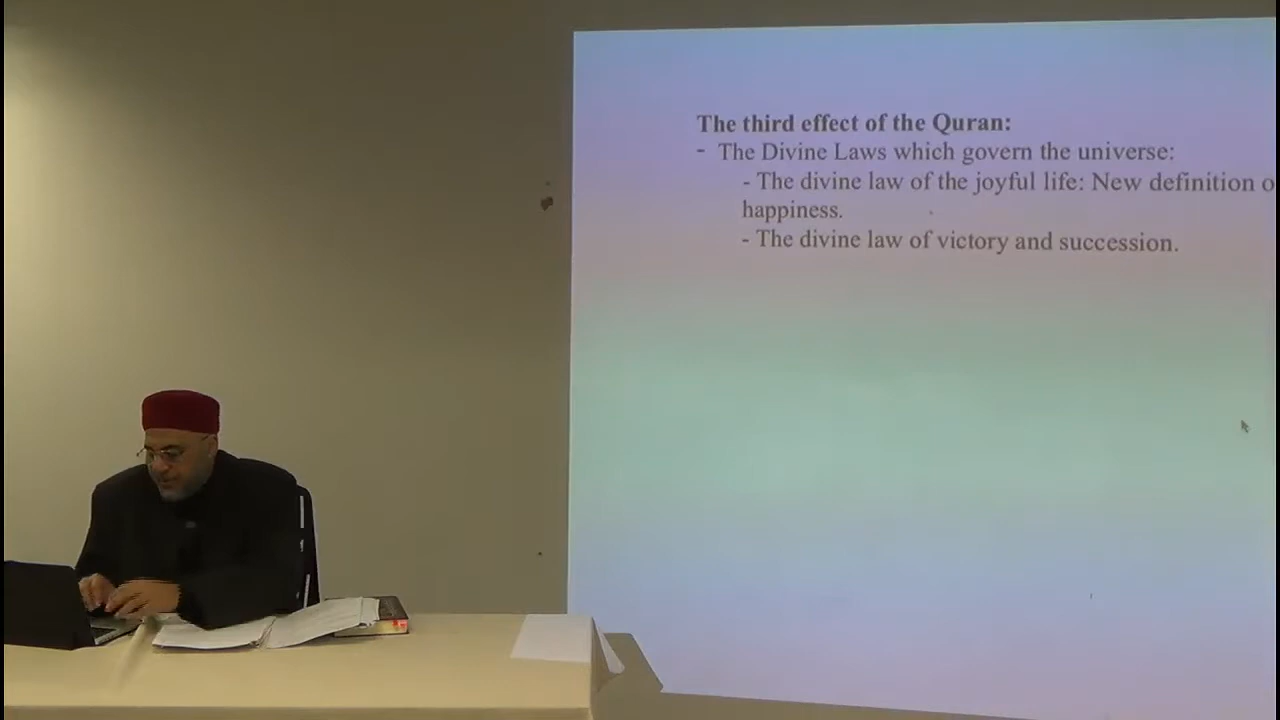 The third effect of the Quran:
- The Divine Laws which govern the universe:
- The divine law of the joyful life: New definition o
happiness.
- The divine law of victory and succession.